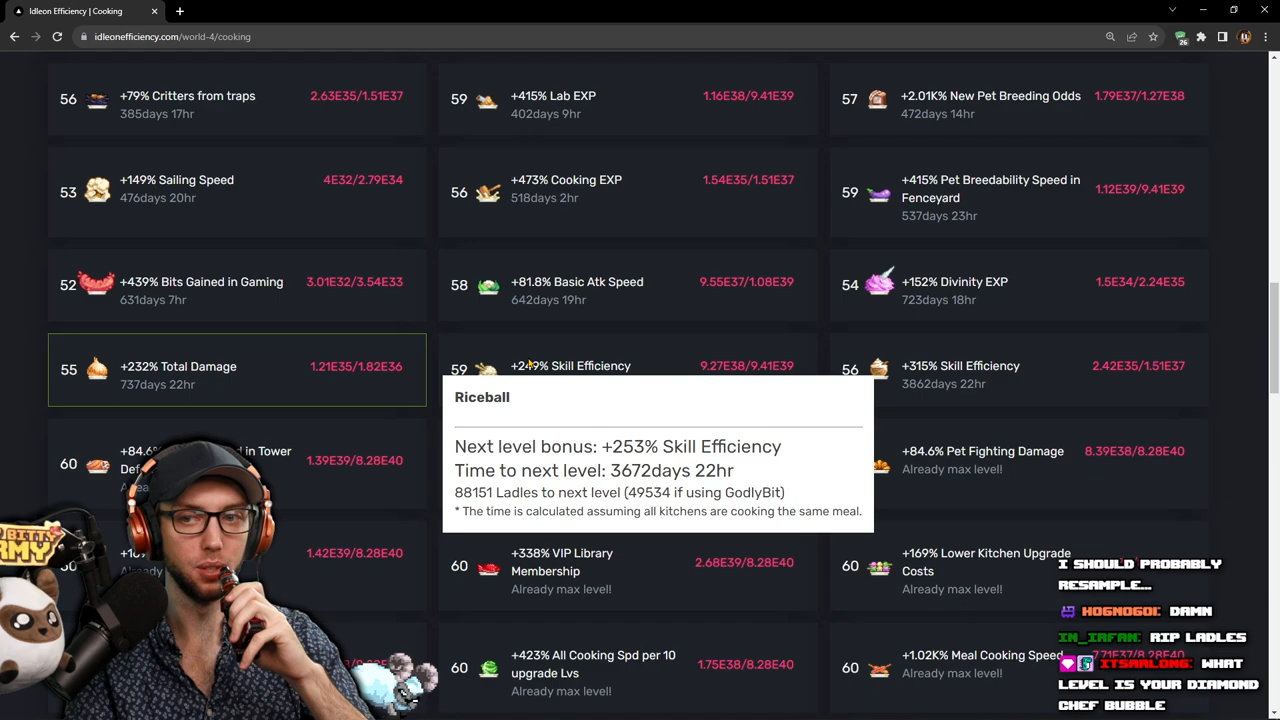 Idleon Efficiency | Cooking
idleonefficiency.com/world-4/cooking
26
56
+79% Critters from traps
2.63E35/1.51E37
385days 17hr
59
+415% Lab EXP
1.16E38/9.41E39
402days 9hr
57
+2.01K% New Pet Breeding Odds
1.79E37/1.27E38
472days 14hr
53
+149% Sailing Speed
4E32/2.79E34
476days 20hr
56
+473% Cooking EXP
1.54E35/1.51E37
518days 2hr
59
+415% Pet Breedability Speed in
Fenceyard
1.12E39/9.41E39
537days 23hr
52
+439% Bits Gained in Gaming
3.01E32/3.54E33
631days 7hr
58
+81.8% Basic Atk Speed
9.55E37/1.08E39
642days 19hr
54
+152% Divinity EXP
1.5E34/2.24E35
723days 18hr
55
+232% Total Damage
1.21E35/1.82E36
737days 22hr
59
+249% Skill Efficiency
9.27E38/9.41E39
56
+315% Skill Efficiency
2.42E35/1.51E37
3862days 22hr
Riceball
Next level bonus: +253% Skill Efficiency
Time to next level: 3672days 22hr
88151 Ladles to next level (49534 if using GodlyBit)
* The time is calculated assuming all kitchens are cooking the same meal.
60
in Tower
1.39E39/8.28E40
+84.6% Pet Fighting Damage
8.39E38/8.28E40
Already max level!
60
1.42E39/8.28E40
60
+338% VIP Library
Membership
2.68E39/8.28E40
Already max level!
60
+169% Lower Kitchen Upgrade
Costs
Already max level!
60
+423% All Cooking Spd per 10
upgrade Lvs
1.75E38/8.28E40
Already max level!
60
+1.02K% Meal Cooking Speed
7.71E37/8.28E40
Already max level!
BITTY
ARMY
I SHOULD PROBABLY
RESAMPLE...
HOGNOGOI: DAMN
IN_IRFAN: RIP LADLES
ITSAALONG: WHAT
LEVEL IS YOUR DIAMOND
CHEF BUBBLE